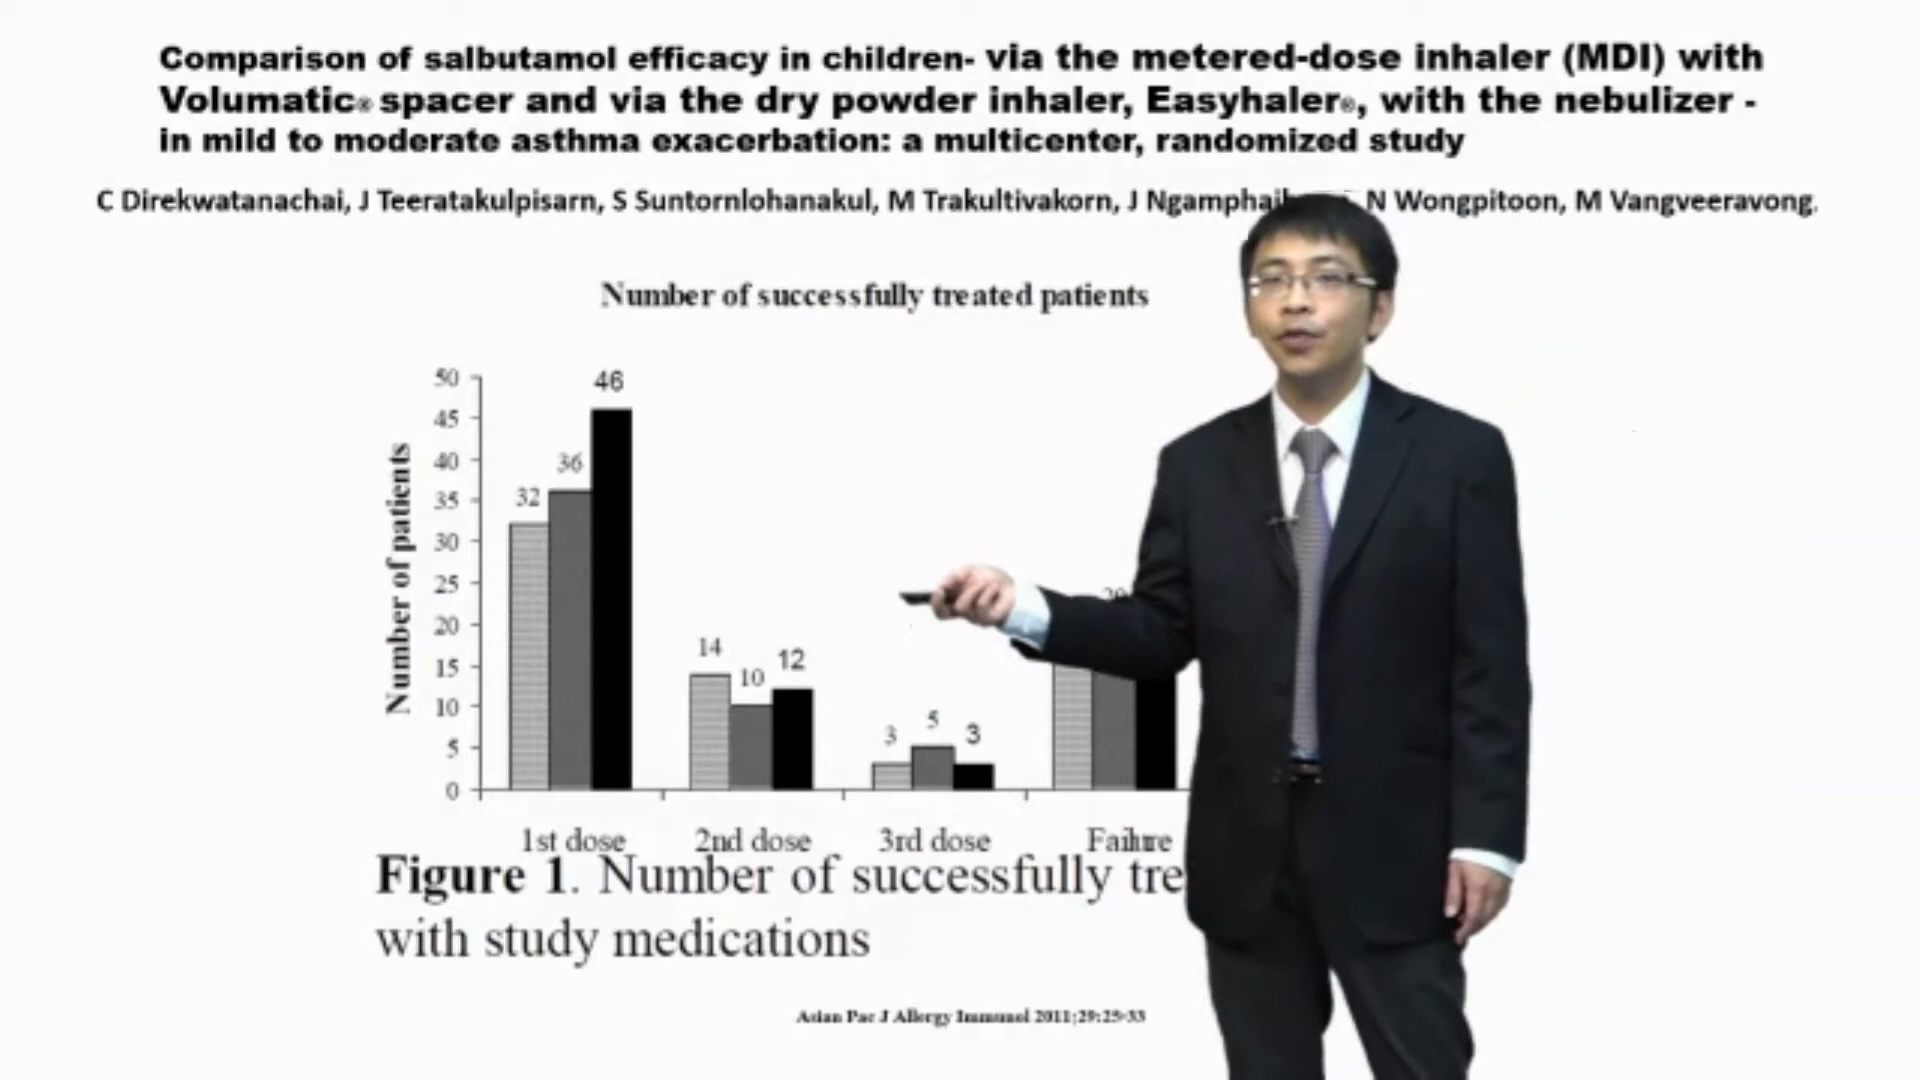 Comparison of salbutamol efficacy in children- via the metered-dose inhaler (MDI) with
Volumatic® spacer and via the dry powder inhaler, Easyhaler®, with the nebulizer -
in mild to moderate asthma exacerbation: a multicenter, randomized study
C Direkwatanachai, J Teeratakulpisarn, S Suntornlohanakul, M Trakultivakorn, J N Wongpitoon, M Vangveeravong.
Number of successfully treated patients
Number of patients
50
45
40
35
30
25
20
15
10
5
0
32
36
46
14
10
12
3
5
3
1st dose
2nd dose
3rd dose
Failure
Figure 1. Number of successfully
with study medications
Asian Pac J Allergy Immunol 2011;29:25-33